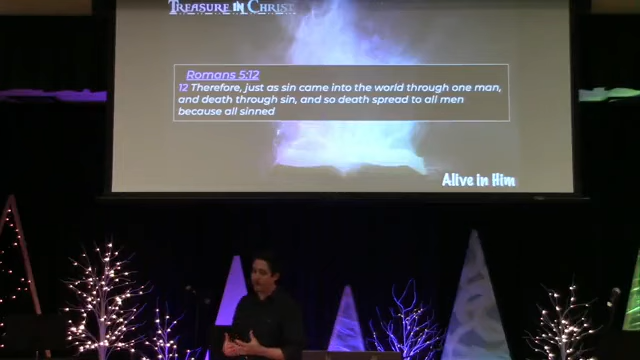 TREASURE IN CHRIST
Romans 5:12
12 Therefore, just as sin came into the world through one man,
and death through sin, and so death spread to all men
because all sinned
Alive in Him